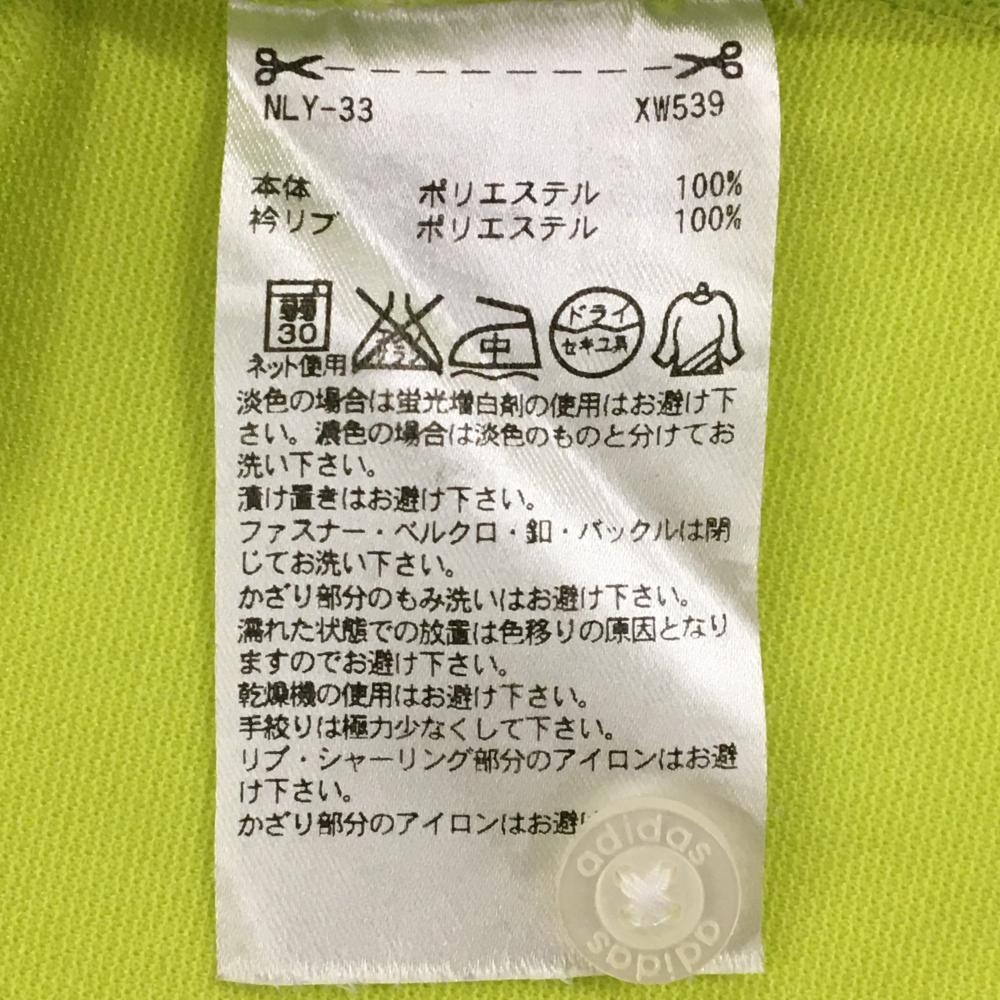 NLY-33 XW539
本体 ポリエステル 100%
衿リブ ポリエステル 100%
弱
30
中
ドライ
セキユ系
ネット使用
淡色の場合は蛍光増白剤の使用はお避け下
さい。濃色の場合は淡色のものと分けてお
洗い下さい。
漬け置きはお避け下さい。
ファスナー・ベルクロ・釦・バックルは閉
じてお洗い下さい。
かざり部分のもみ洗いはお避け下さい。
濡れた状態での放置は色移りの原因となり
ますのでお避け下さい。
乾燥機の使用はお避け下さい。
手絞りは極力少なくして下さい。
リブ・シャーリング部分のアイロンはお避
け下さい。
かざり部分のアイロンはお避
adidas
adidas